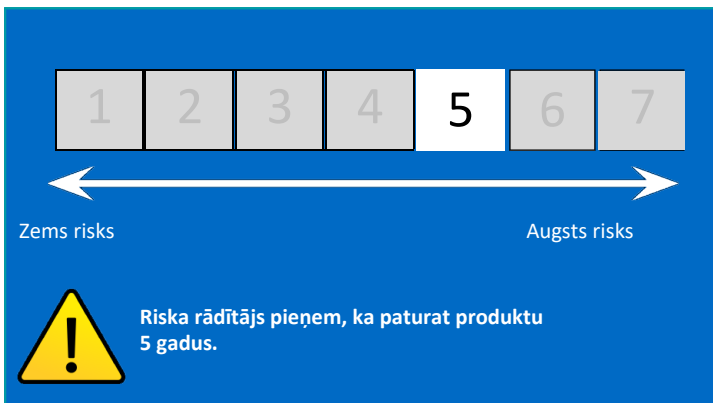 1 2 3 4 5 6 7
Zems risks Augsts risks
Riska rādītājs pieņem, ka paturat produktu
5 gadus.